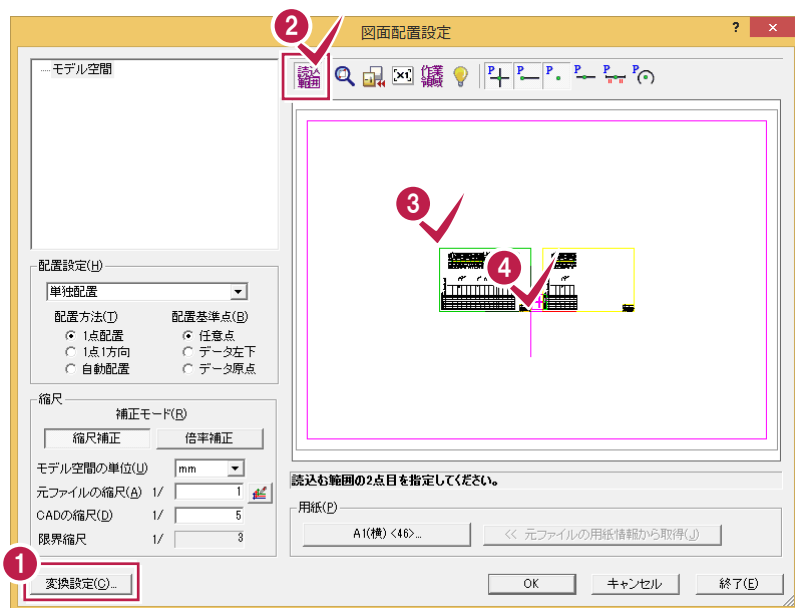 2
図面配置設定
? ×
モデル空間
読込
範囲
×1
作業
領域
P P P P P P
3
4
配置設定(H)
単独配置
配置方法(T)
配置基準点(B)
1点配置
任意点
1点1方向
データ左下
自動配置
データ原点
縮尺
補正モード(R)
縮尺補正
倍率補正
モデル空間の単位(U)
mm
元ファイルの縮尺(A) 1/ 1
CADの縮尺(D) 1/ 5
限界縮尺 1/ 3
読込む範囲の2点目を指定してください。
用紙(P)
A1(横) <46>...
<< 元ファイルの用紙情報から取得(J)
1
変換設定(C)...
OK
キャンセル
終了(E)